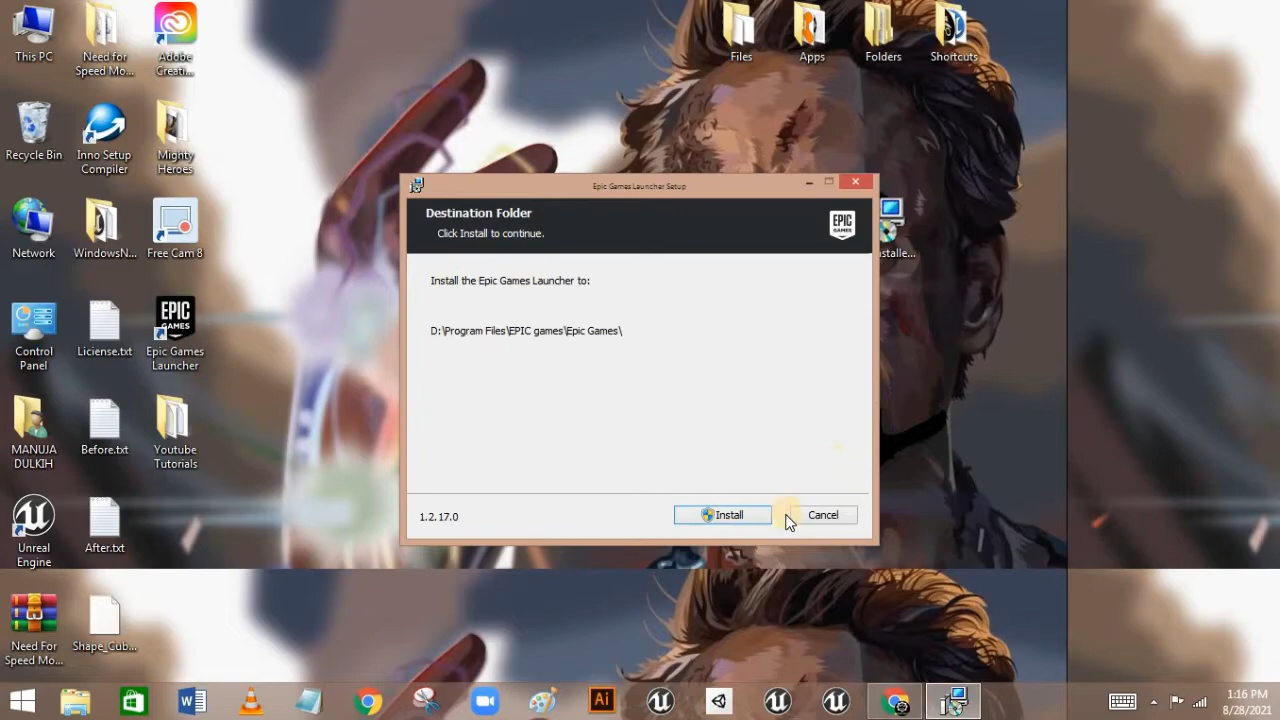 This PC
Need for
Speed Mo...
Adobe
Creati...
Files
Apps
Folders
Shortcuts
Recycle Bin
Inno Setup
Compiler
Mighty
Heroes
Network
WindowsN...
Free Cam 8
Control
Panel
Liciense.txt
EPIC
GAMES
Epic Games
Launcher
MANUJA
DULKIH
Before.txt
Youtube
Tutorials
Unreal
Engine
After.txt
Need For
Speed Mo...
Shape_Cub...
Epic Games Launcher Setup
Destination Folder
Click Install to continue.
EPIC
GAMES
Install the Epic Games Launcher to:
D:\Program Files\EPIC games\Epic Games\
1.2.17.0
Install
Cancel
nstalle...
Ai
1:16 PM
8/28/2021